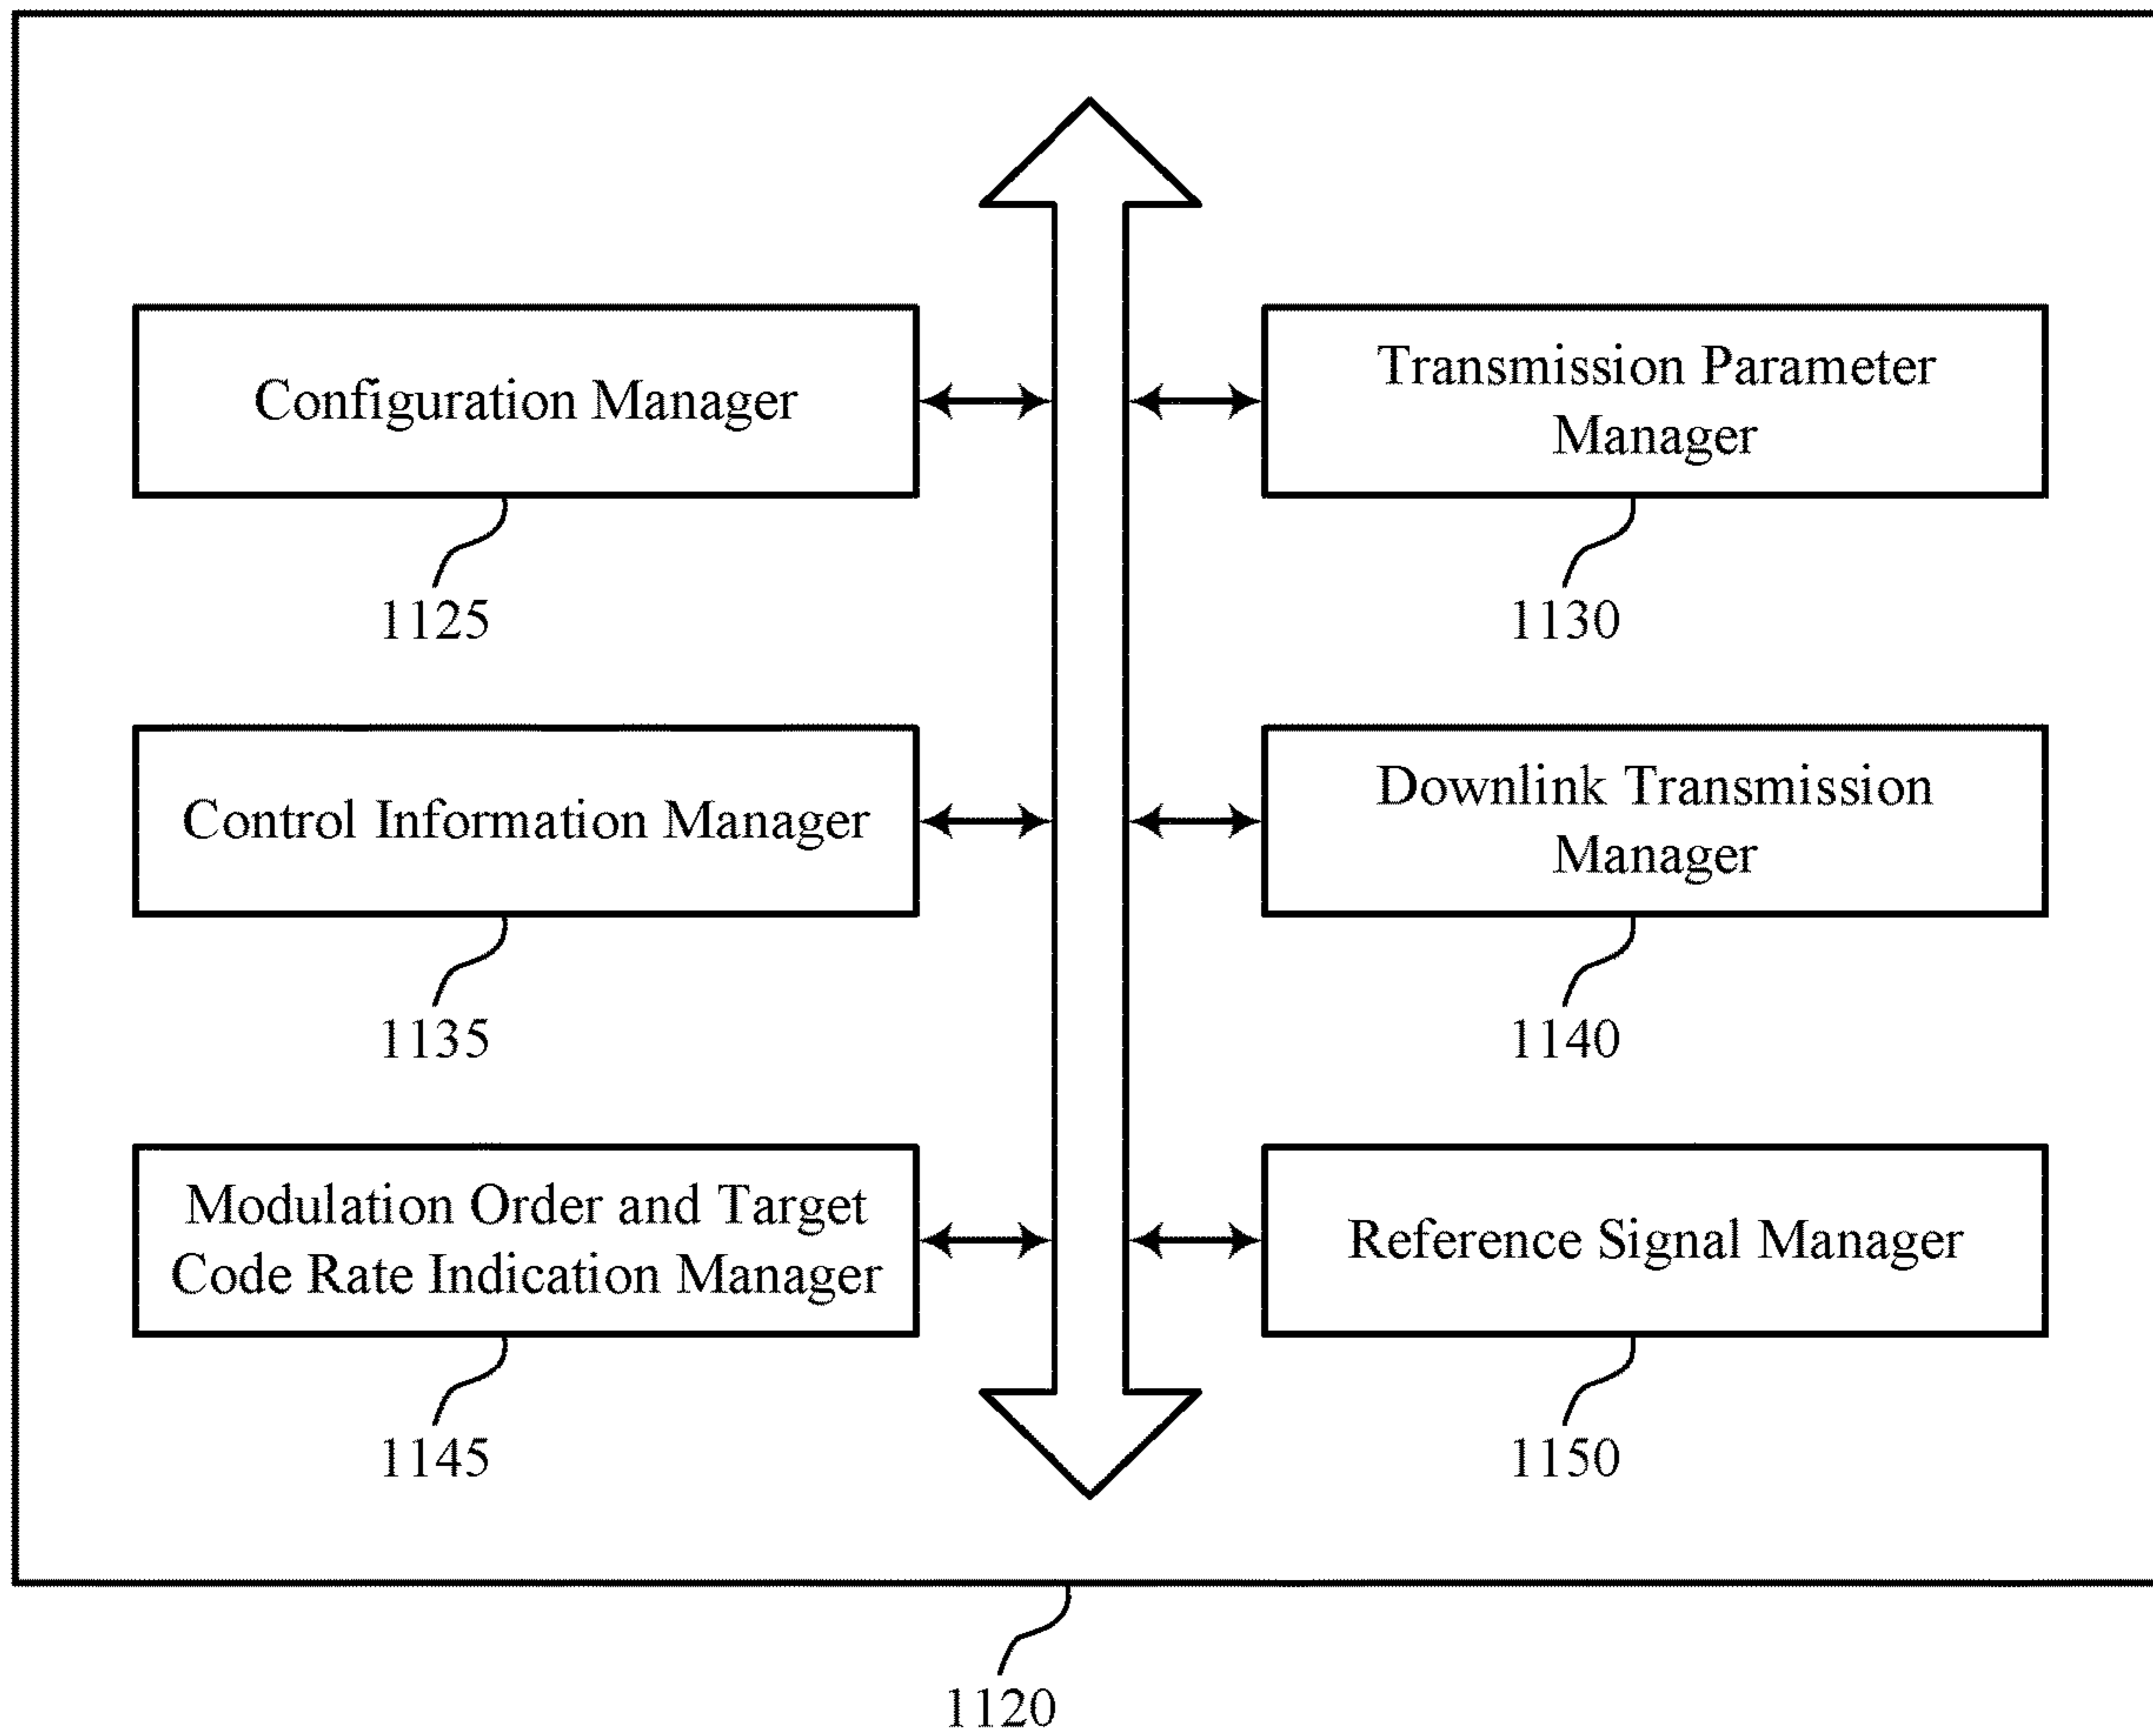 Configuration Manager
1125
Transmission Parameter
Manager
1130
Control Information Manager
1135
Downlink Transmission
Manager
1140
Modulation Order and Target
Code Rate Indication Manager
1145
Reference Signal Manager
1150
1120